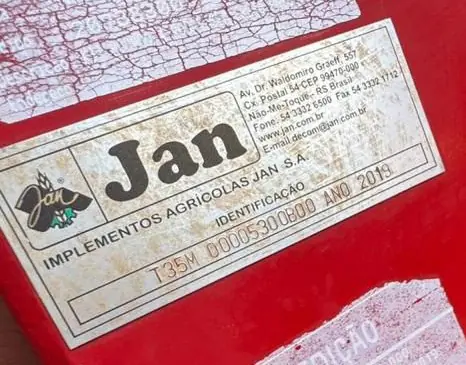 Jan
Jan
Av. Dr. Waldomiro Graeff, 557
Cx. Postal 54-CEP 99470-000
Não-Me-Toque - RS Brasil
Fone: 54 3332 6500 Fax 54 3332 1712
www.jan.com.br
E-mail decom@jan.com.br
IMPLEMENTOS AGRÍCOLAS JAN S.A.
IDENTIFICAÇÃO
T35M D0005300800 ANO 2019